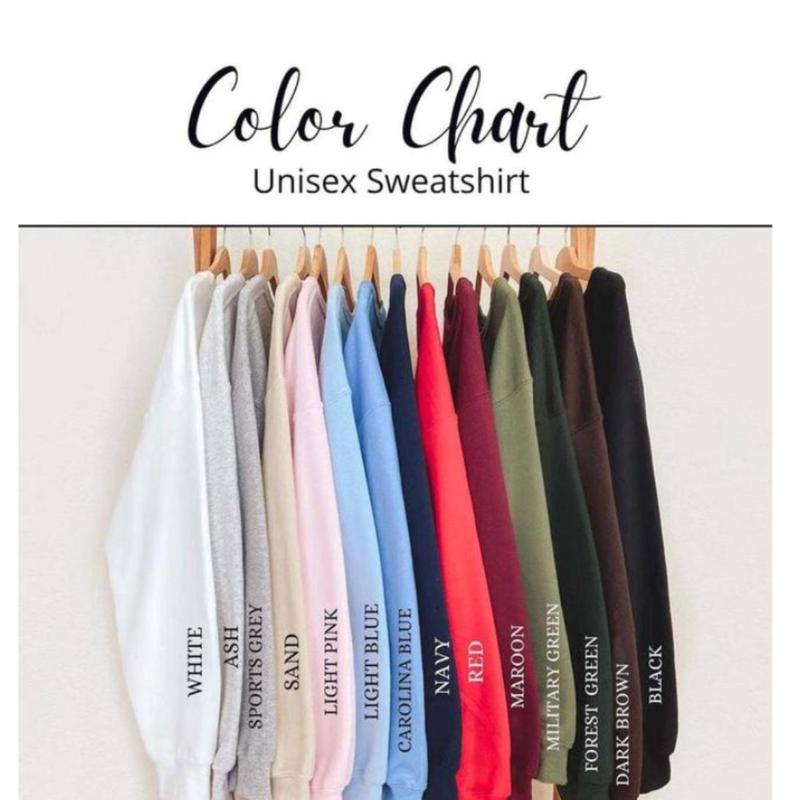 Color Chart
Unisex Sweatshirt
WHITE
ASH
SPORTS GREY
SAND
LIGHT PINK
LIGHT BLUE
CAROLINA BLUE
NAVY
RED
MAROON
MILITARY GREEN
FOREST GREEN
DARK BROWN
BLACK